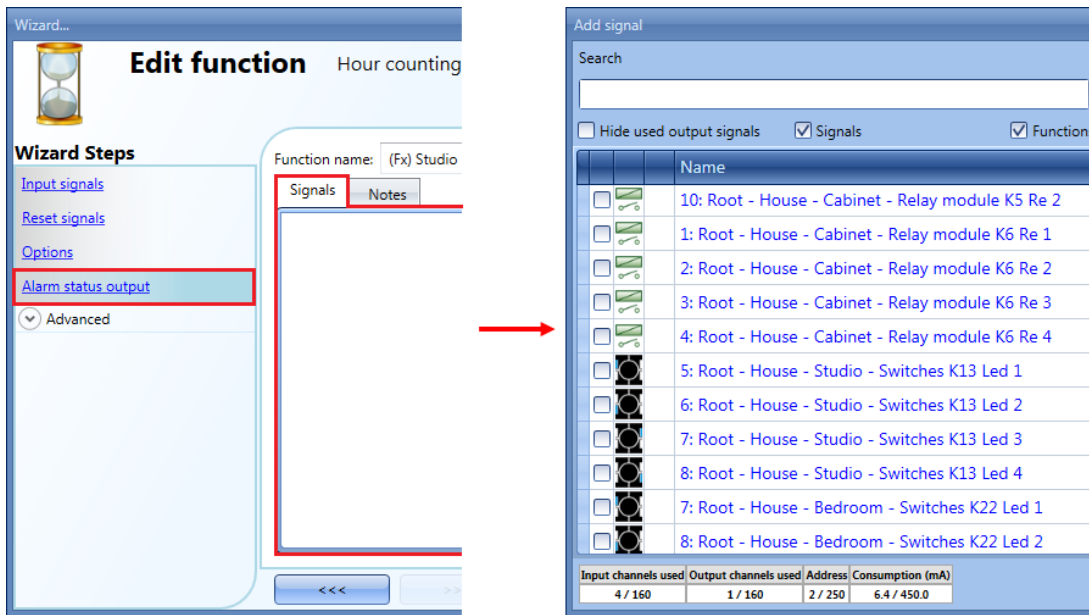 Wizard...
Edit function Hour counting
Wizard Steps
Input signals
Reset signals
Options
Alarm status output
Advanced
Function name: (Fx) Studio
Signals Notes
<<< >>
Add signal
Search
Hide used output signals Signals Function
Name
10: Root - House - Cabinet - Relay module K5 Re 2
1: Root - House - Cabinet - Relay module K6 Re 1
2: Root - House - Cabinet - Relay module K6 Re 2
3: Root - House - Cabinet - Relay module K6 Re 3
4: Root - House - Cabinet - Relay module K6 Re 4
5: Root - House - Studio - Switches K13 Led 1
6: Root - House - Studio - Switches K13 Led 2
7: Root - House - Studio - Switches K13 Led 3
8: Root - House - Studio - Switches K13 Led 4
7: Root - House - Bedroom - Switches K22 Led 1
8: Root - House - Bedroom - Switches K22 Led 2
Input channels used Output channels used Address Consumption (mA)
4 / 160 1 / 160 2 / 250 6.4 / 450.0